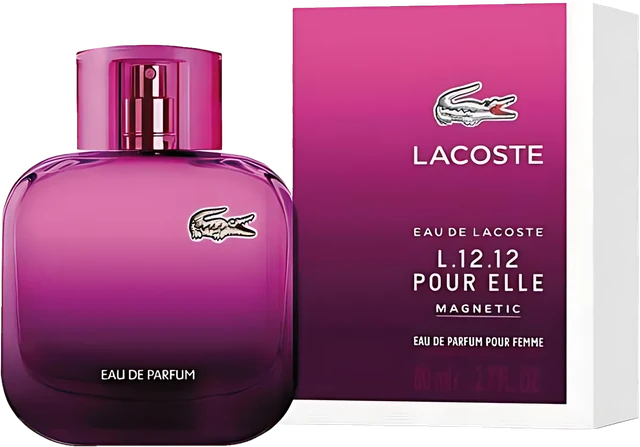 EAU DE PARFUM
LACOSTE
EAU DE LACOSTE
L.12.12
POUR ELLE
MAGNETIC
EAU DE PARFUM POUR FEMME